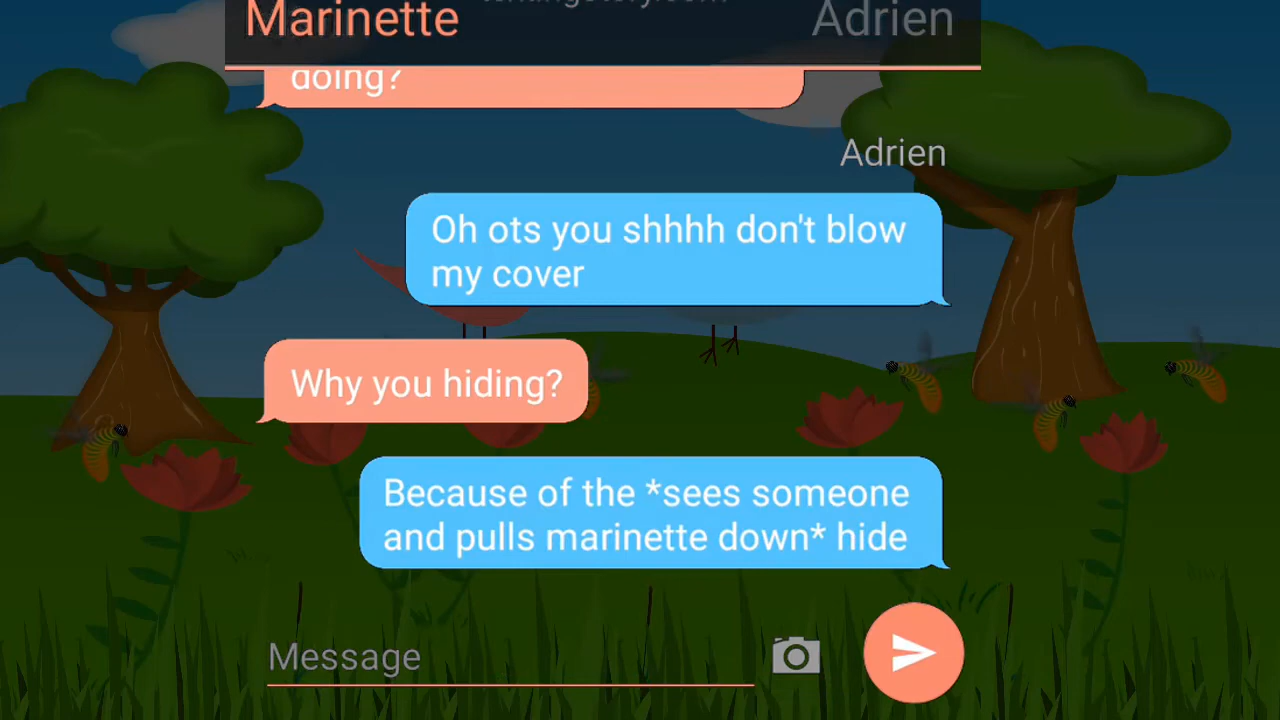 Marinette
Adrien
doing?
Adrien
Oh ots you shhhh don't blow
my cover
Why you hiding?
Because of the *sees someone
and pulls marinette down* hide
Message